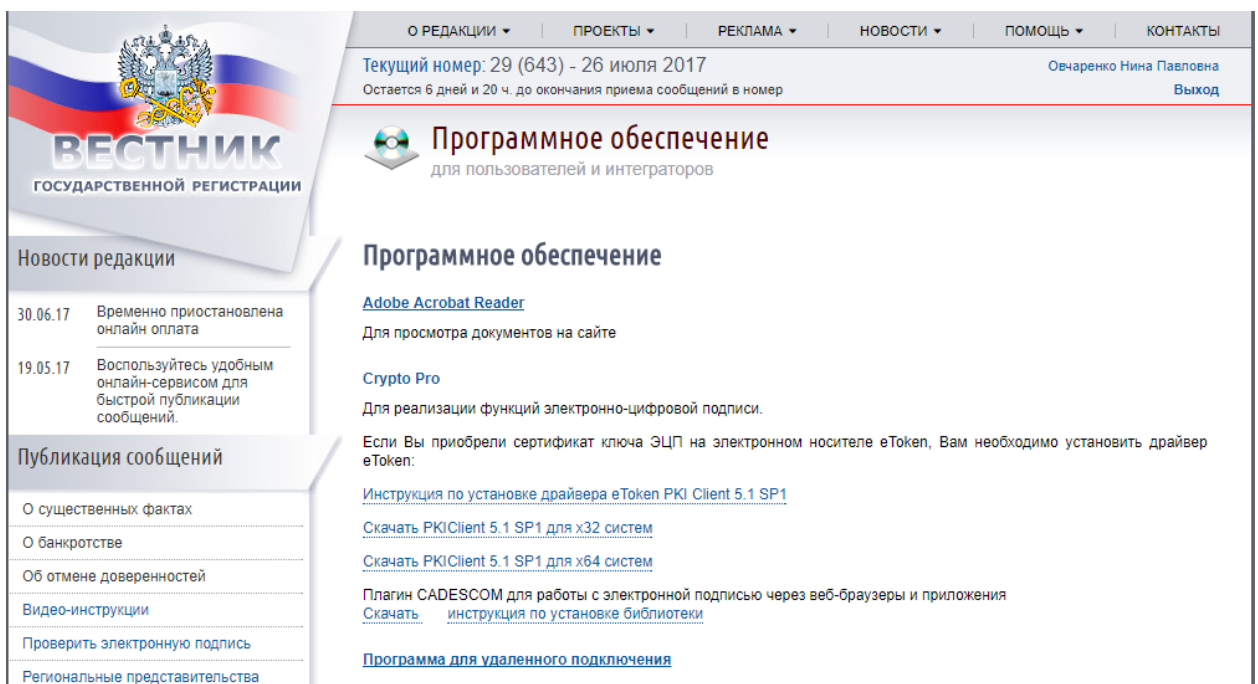 О РЕДАКЦИИ ПРОЕКТЫ РЕКЛАМА НОВОСТИ ПОМОЩЬ КОНТАКТЫ
Текущий номер: 29 (643) - 26 июля 2017
Овчаренко Нина Павловна
Остается 6 дней и 20 ч. до окончания приема сообщений в номер
Выход
ВЕСТНИК
ГОСУДАРСТВЕННОЙ РЕГИСТРАЦИИ
Программное обеспечение
для пользователей и интеграторов
Новости редакции
30.06.17 Временно приостановлена
онлайн оплата
19.05.17 Воспользуйтесь удобным
онлайн-сервисом для
быстрой публикации
сообщений.
Публикация сообщений
О существенных фактах
О банкротстве
Об отмене доверенностей
Видео-инструкции
Проверить электронную подпись
Региональные представительства
Программное обеспечение
Adobe Acrobat Reader
Для просмотра документов на сайте
Crypto Pro
Для реализации функций электронно-цифровой подписи.
Если Вы приобрели сертификат ключа ЭЦП на электронном носителе eToken, Вам необходимо установить драйвер
eToken:
Инструкция по установке драйвера eToken PKI Client 5.1 SP1
Скачать PKIClient 5.1 SP1 для x32 систем
Скачать PKIClient 5.1 SP1 для x64 систем
Плагин CADESCOM для работы с электронной подписью через веб-браузеры и приложения
Скачать инструкция по установке библиотеки
Программа для удаленного подключения